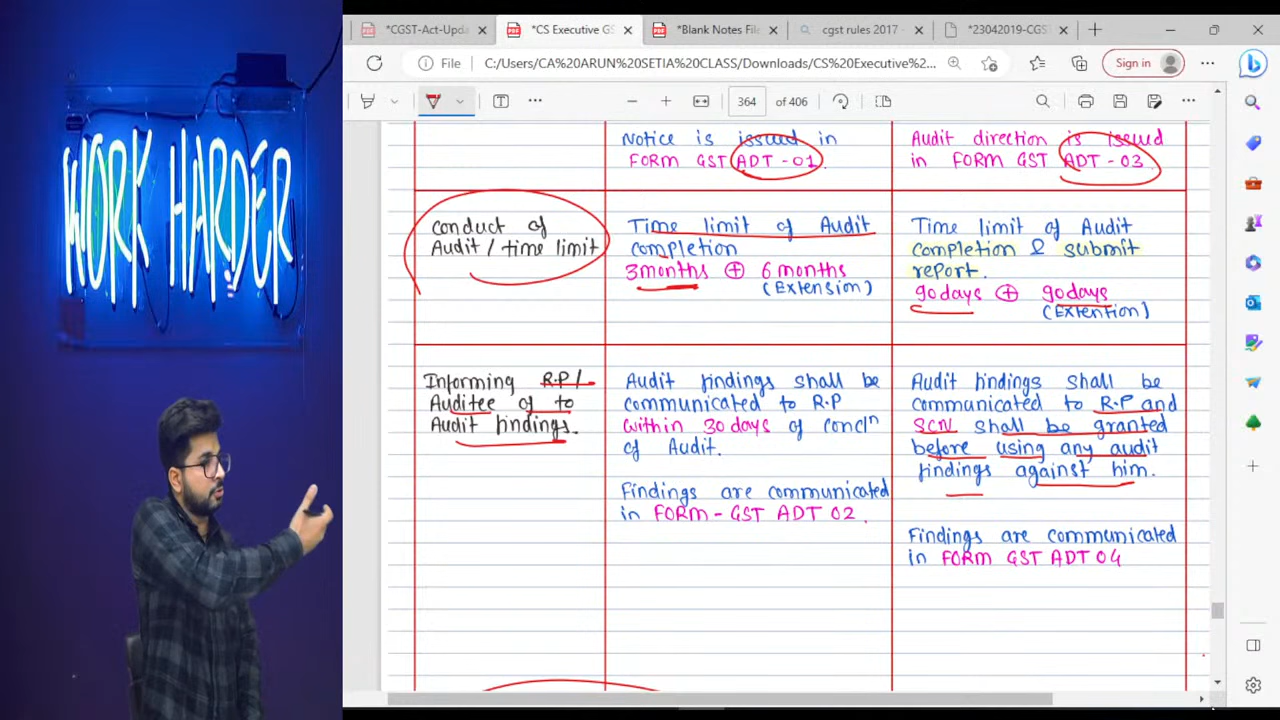 WORK HARDER
*CGST-Act-Upda
*CS Executive GS
*Blank Notes File
cgst rules 2017
*23042019-CGST
File
C:/Users/CA%20ARUN%20SETIA%20CLASS/Downloads/CS%20Executive%...
Sign in
364 of 406
Notice is issued in
FORM GST ADT-01.
Audit direction is issued
in FORM GST ADT-03
conduct of
Audit / time limit
Time limit of Audit
completion
3months ⊕ 6 months
(Extension)
Time limit of Audit
completion & submit
report.
90days ⊕ 90days
(Extention)
Informing R.P/
Auditee of to
Audit findings.
Audit findings shall be
communicated to R.P
within 30 days of concln
of Audit.
Findings are communicated
in FORM-GST ADT 02.
Audit findings shall be
communicated to R.P and
SCN shall be granted
before using any audit
findings against him.
Findings are communicated
in FORM GST ADT 04